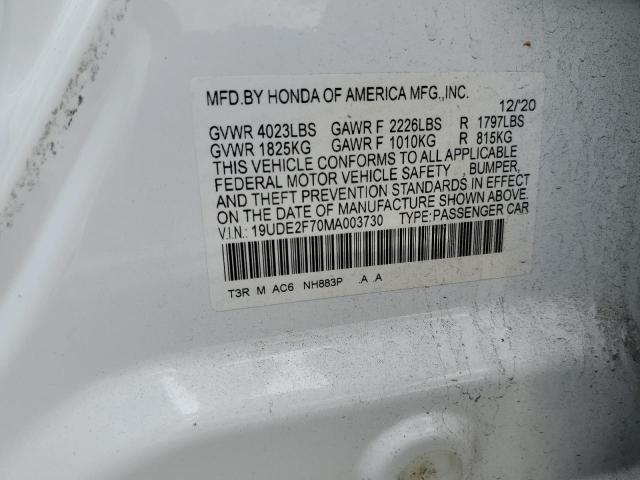 MFD.BY HONDA OF AMERICA MFG.,INC.
12/'20
GVWR 4023LBS GAWR F 2226LBS R 1797LBS
GVWR 1825KG GAWR F 1010KG R 815KG
THIS VEHICLE CONFORMS TO ALL APPLICABLE
FEDERAL MOTOR VEHICLE SAFETY , BUMPER,
AND THEFT PREVENTION STANDARDS IN EFFECT
ON THE DATE OF MANUFACTURE SHOWN ABOVE.
V.I.N.: 19UDE2F70MA003730 TYPE:PASSENGER CAR
T3R M AC6 NH883P .A .A